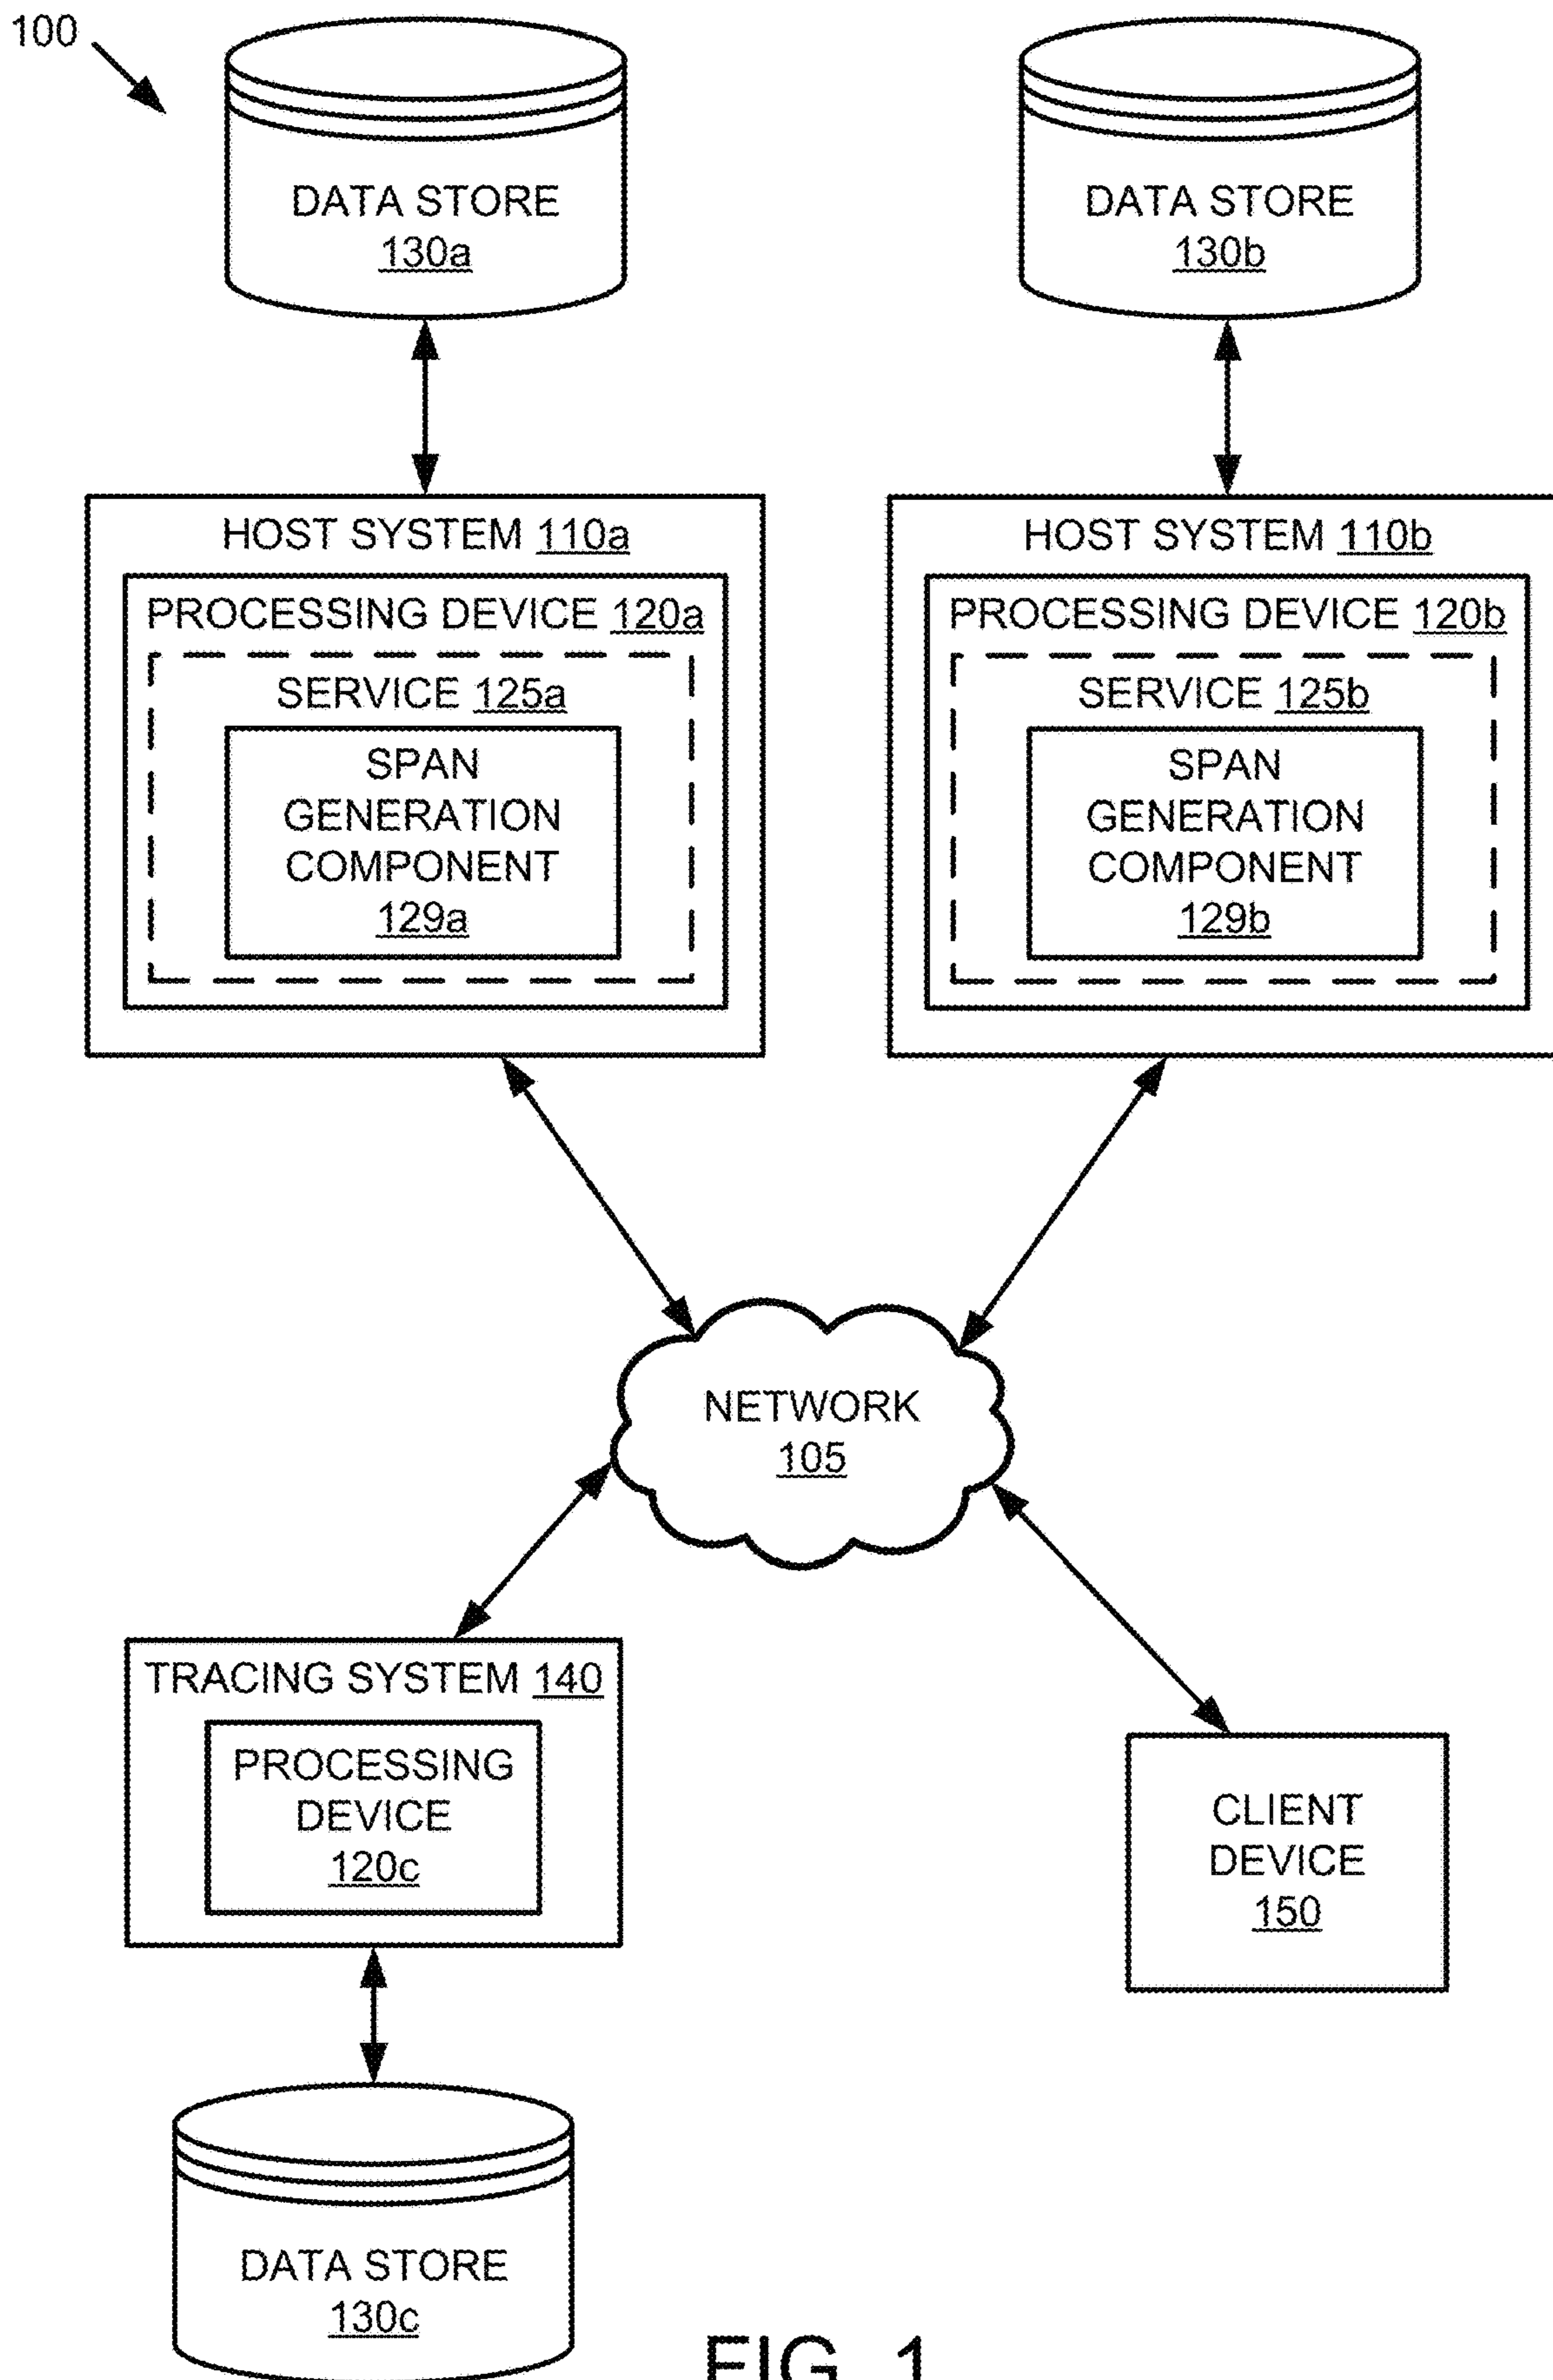 100
DATA STORE
130a
DATA STORE
130b
HOST SYSTEM 110a
PROCESSING DEVICE 120a
SERVICE 125a
SPAN
GENERATION
COMPONENT
129a
HOST SYSTEM 110b
PROCESSING DEVICE 120b
SERVICE 125b
SPAN
GENERATION
COMPONENT
129b
NETWORK
105
TRACING SYSTEM 140
PROCESSING
DEVICE
120c
CLIENT
DEVICE
150
DATA STORE
130c
FIG. 1